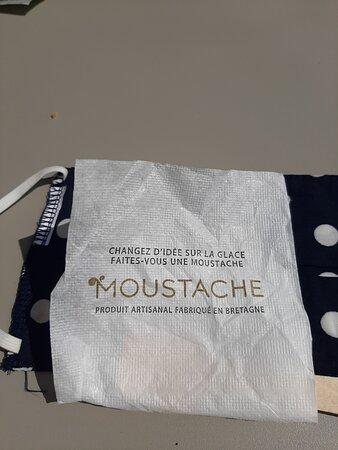 CHANGEZ D'IDÉE SUR LA GLACE
FAITES-VOUS UNE MOUSTACHE
MOUSTACHE
PRODUIT ARTISANAL FABRIQUÉ EN BRETAGNE